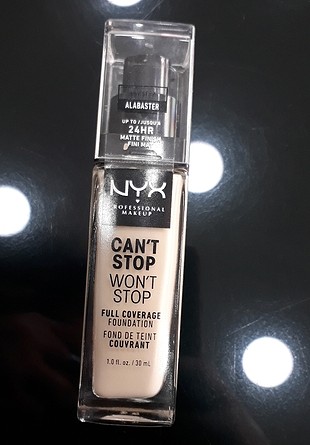 ALABASTER
UP TO / JUSQU'À
24HR
MATTE FINISH
FINI MAT
NYX
PROFESSIONAL
MAKEUP
CAN'T
STOP
WON'T
STOP
FULL COVERAGE
FOUNDATION
FOND DE TEINT
COUVRANT
1.0 fl. oz. / 30 mL